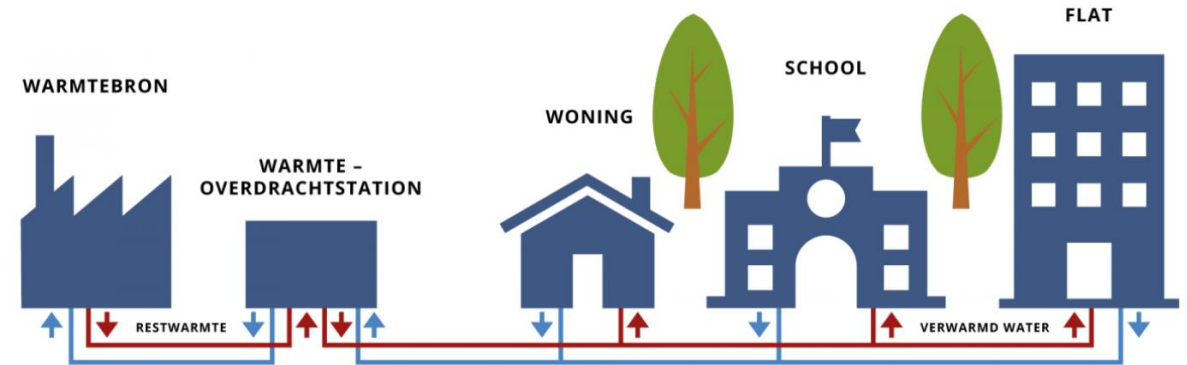 WARMTEBRON
WARMTE –
OVERDRACHTSTATION
WONING
SCHOOL
FLAT
RESTWARMTE
VERWARMD WATER